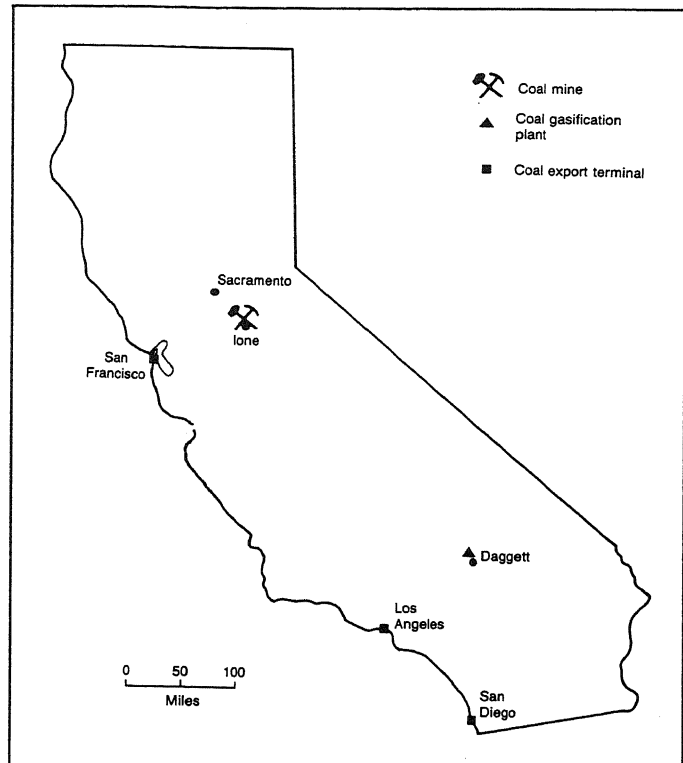 Coal mine
Coal gasification
plant
Coal export terminal
Sacramento
Ione
San
Francisco
Daggett
Los
Angeles
0 50 100
Miles
San
Diego